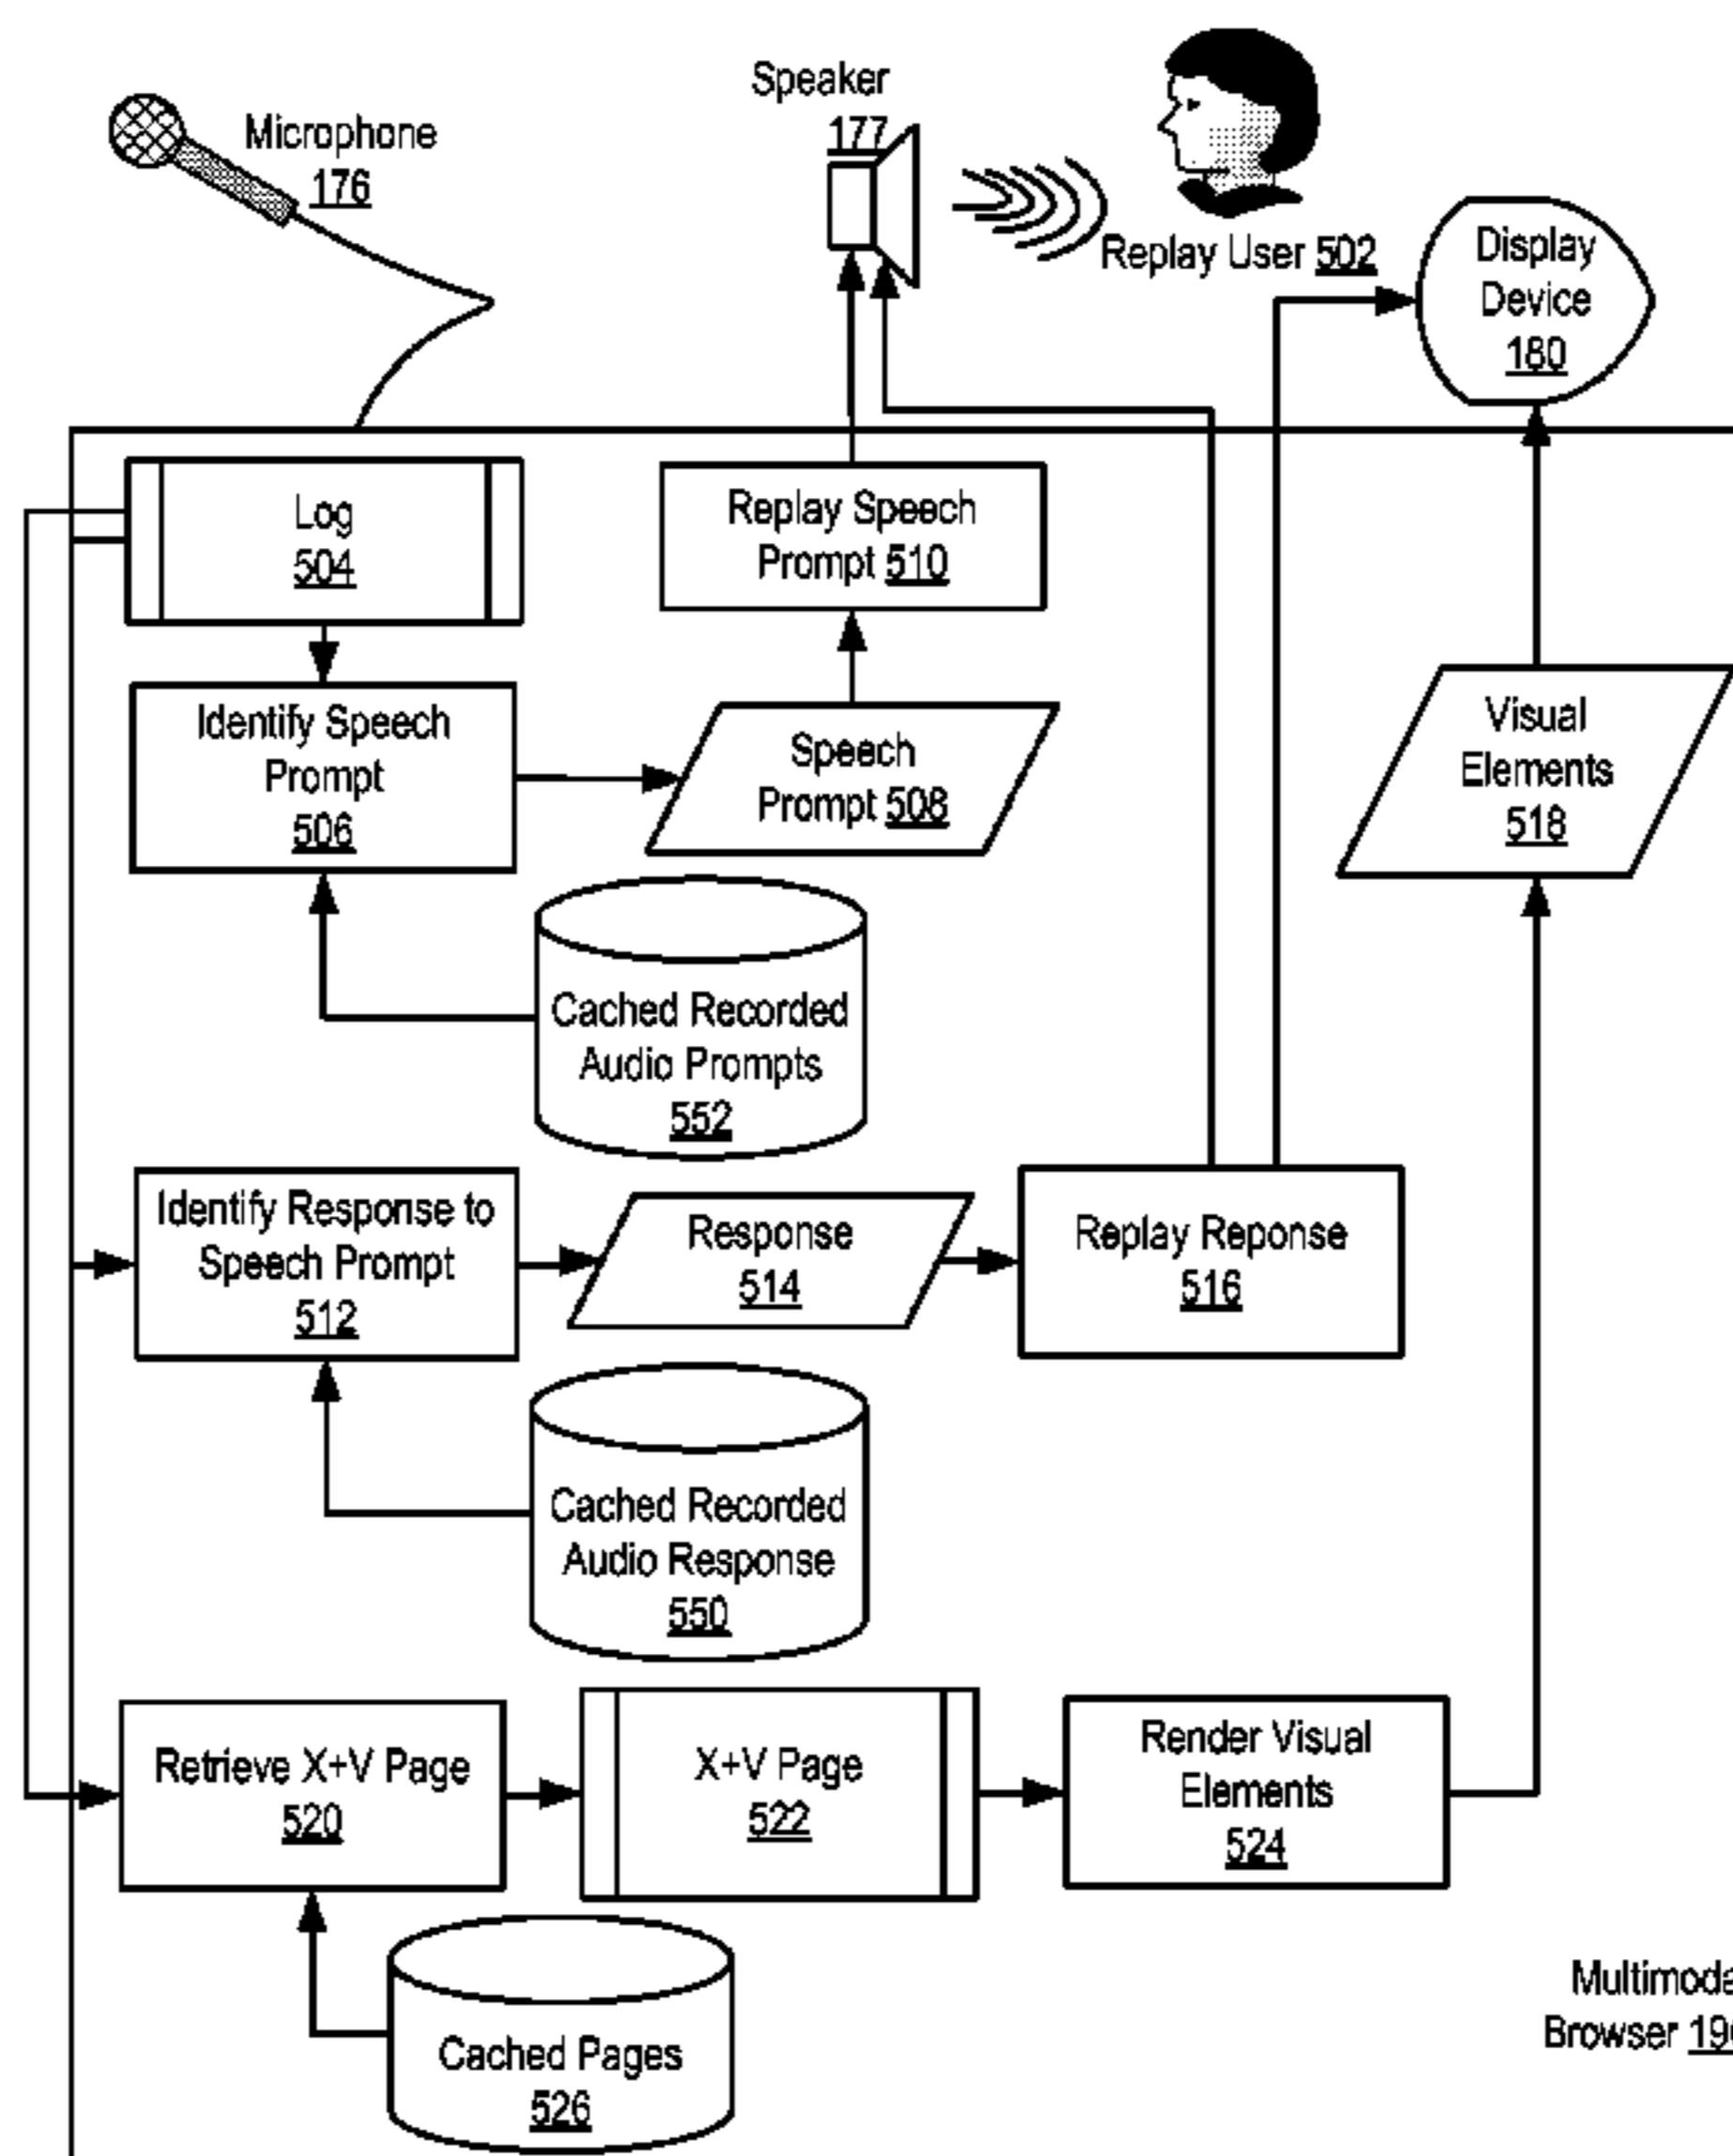 Speaker
177
Microphone
176
Replay User 502
Display
Device
180
Log
504
Replay Speech
Prompt 510
Identify Speech
Prompt
506
Speech
Prompt 508
Visual
Elements
518
Cached Recorded
Audio Prompts
552
Identify Response to
Speech Prompt
512
Response
514
Replay Reponse
516
Cached Recorded
Audio Response
550
Retrieve X+V Page
520
X+V Page
522
Render Visual
Elements
524
Cached Pages
526
Browser